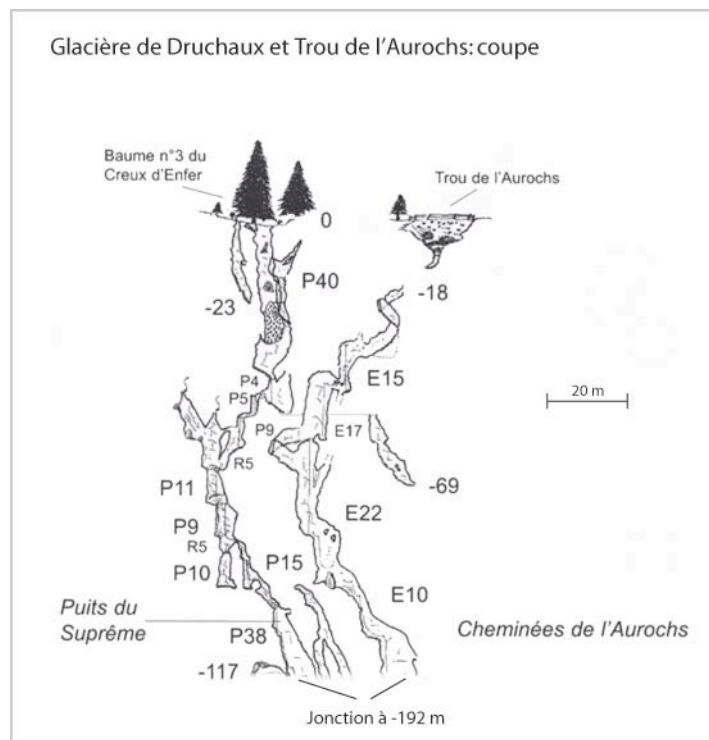 Glacière de Druchaux et Trou de l'Aurochs: coupe
Baume n°3 du
Creux d'Enfer
Trou de l'Aurochs
0
P40
-18
-23
E15
20 m
P4
P5
P9
E17
R5
-69
P11
E22
P9
R5
P15
P10
E10
Puits du
Suprême
P38
Cheminées de l'Aurochs
-117
Jonction à -192 m